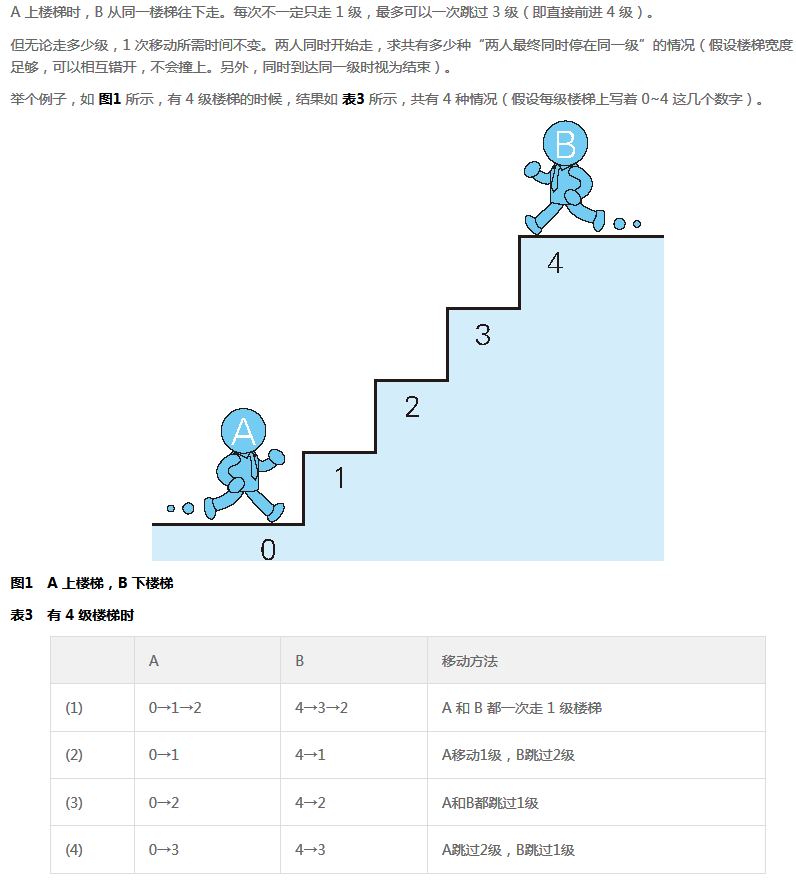 A 上楼梯时，B 从同一楼梯往下走。每次不一定只走 1 级，最多可以一次跳过 3 级（即直接前进 4 级）。
但无论走多少级，1 次移动所需时间不变。两人同时开始走，求共有多少种“两人最终同时停在同一级”的情况（假设楼梯宽度
足够，可以相互错开，不会撞上。另外，同时到达同一级时视为结束）。
举个例子，如 图1 所示，有 4 级楼梯的时候，结果如 表3 所示，共有 4 种情况（假设每级楼梯上写着 0~4 这几个数字）。
B
4
3
2
A
1
0
图1 A 上楼梯，B 下楼梯
表3 有 4 级楼梯时
A B 移动方法
(1) 0→1→2 4→3→2 A 和 B 都一次走 1 级楼梯
(2) 0→1 4→1 A移动1级，B跳过2级
(3) 0→2 4→2 A和B都跳过1级
(4) 0→3 4→3 A跳过2级，B跳过1级